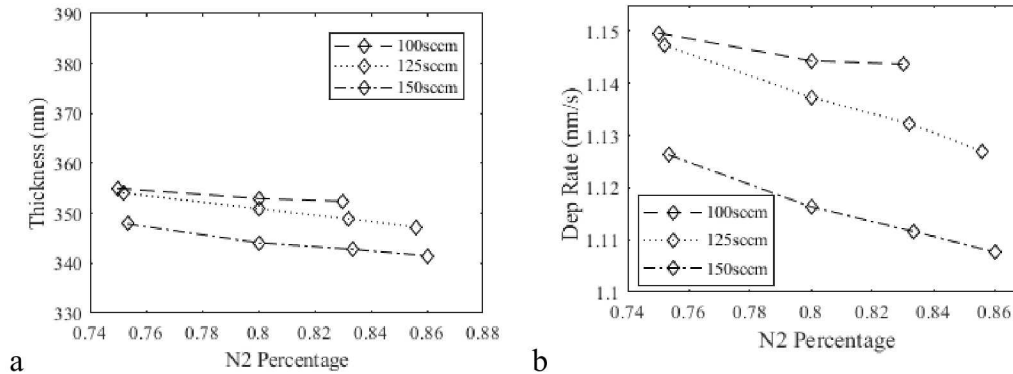 390
380
370
360
350
340
330
Thickness (nm)
100sccm
125sccm
150sccm
0.74 0.76 0.78 0.8 0.82 0.84 0.86 0.88
N2 Percentage
a
1.15
1.14
1.13
1.12
1.11
1.1
Dep Rate (nm/s)
100sccm
125sccm
150sccm
0.74 0.76 0.78 0.8 0.82 0.84 0.86
N2 Percentage
b